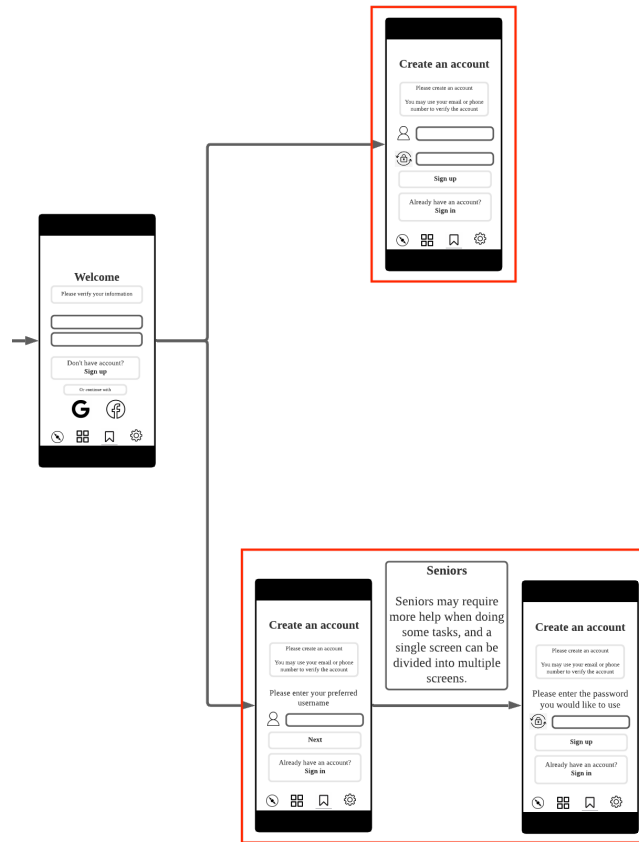 Create an account
Please create an account
You may use your email or phone
number to verify the account
Sign up
Already have an account?
Sign in
Welcome
Please verify your information
Don't have account?
Sign up
Or continue with
G
f
Seniors
Seniors may require
more help when doing
some tasks, and a
single screen can be
divided into multiple
screens.
Create an account
Please create an account
You may use your email or phone
number to verify the account
Please enter your preferred
username
Next
Already have an account?
Sign in
Create an account
Please create an account
You may use your email or phone
number to verify the account
Please enter the password
you would like to use
Sign up
Already have an account?
Sign in